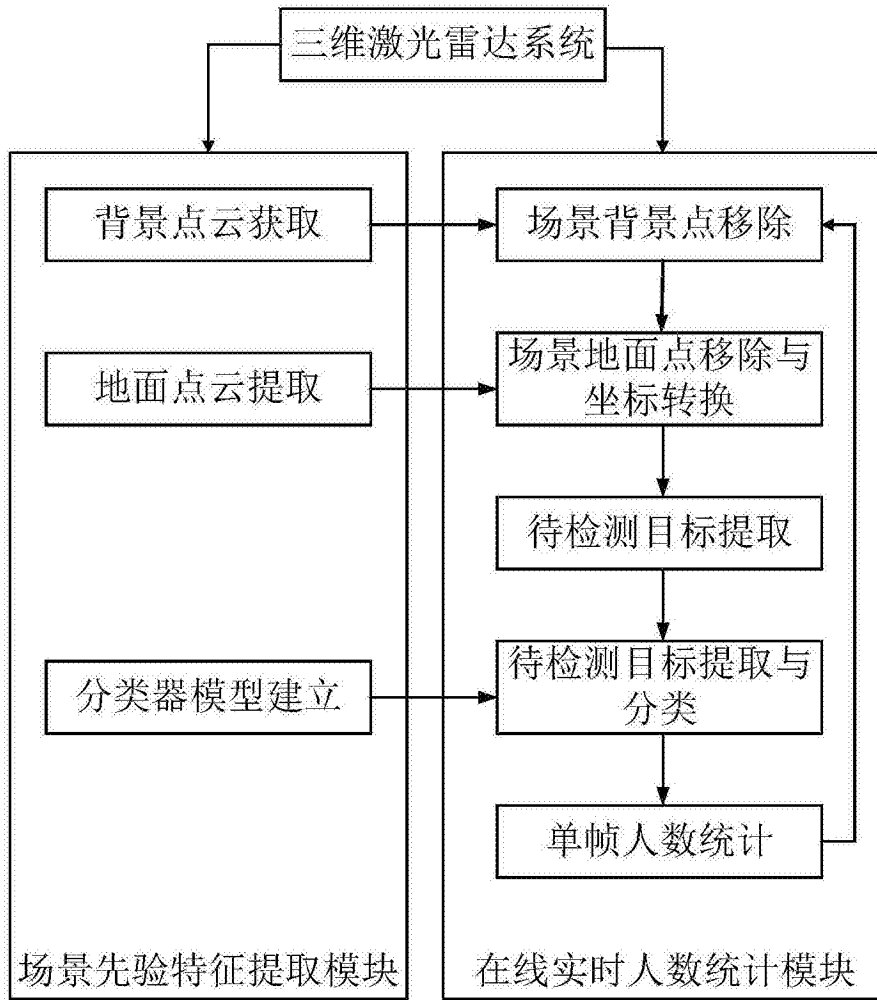 三维激光雷达系统
背景点云获取
地面点云提取
分类器模型建立
场景先验特征提取模块
场景背景点移除
场景地面点移除与
坐标转换
待检测目标提取
待检测目标提取与
分类
单帧人数统计
在线实时人数统计模块